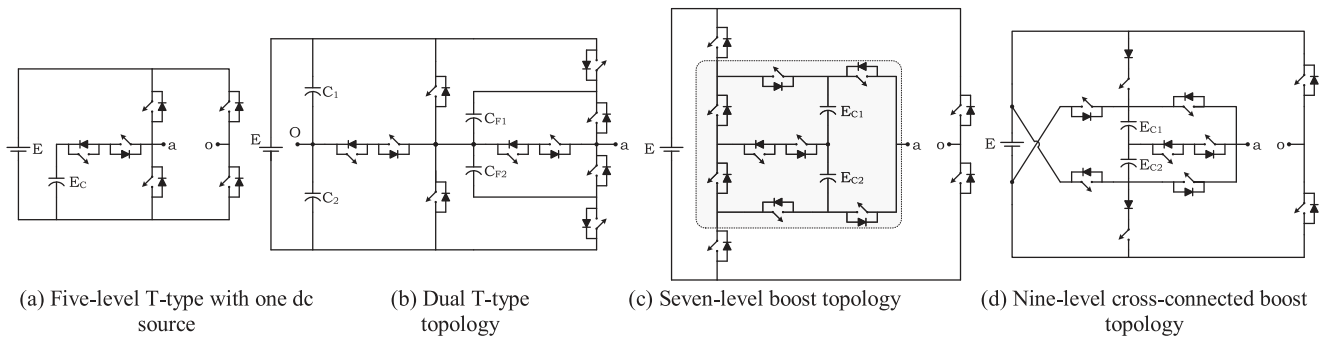 E
E_C
a
o
E
O
C_1
C_2
C_F1
C_F2
a
E
E_C1
E_C2
a
o
E
E_C1
E_C2
a
o
(a) Five-level T-type with one dc
source
(b) Dual T-type
topology
(c) Seven-level boost topology
(d) Nine-level cross-connected boost
topology